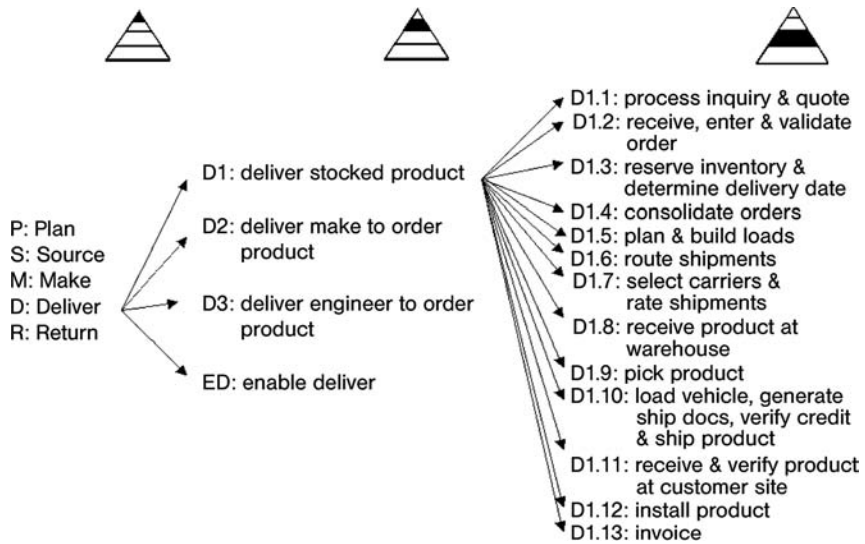 P: Plan
S: Source
M: Make
D: Deliver
R: Return
D1: deliver stocked product
D2: deliver make to order
product
D3: deliver engineer to order
product
ED: enable deliver
D1.1: process inquiry & quote
D1.2: receive, enter & validate
order
D1.3: reserve inventory &
determine delivery date
D1.4: consolidate orders
D1.5: plan & build loads
D1.6: route shipments
D1.7: select carriers &
rate shipments
D1.8: receive product at
warehouse
D1.9: pick product
D1.10: load vehicle, generate
ship docs, verify credit
& ship product
D1.11: receive & verify product
at customer site
D1.12: install product
D1.13: invoice